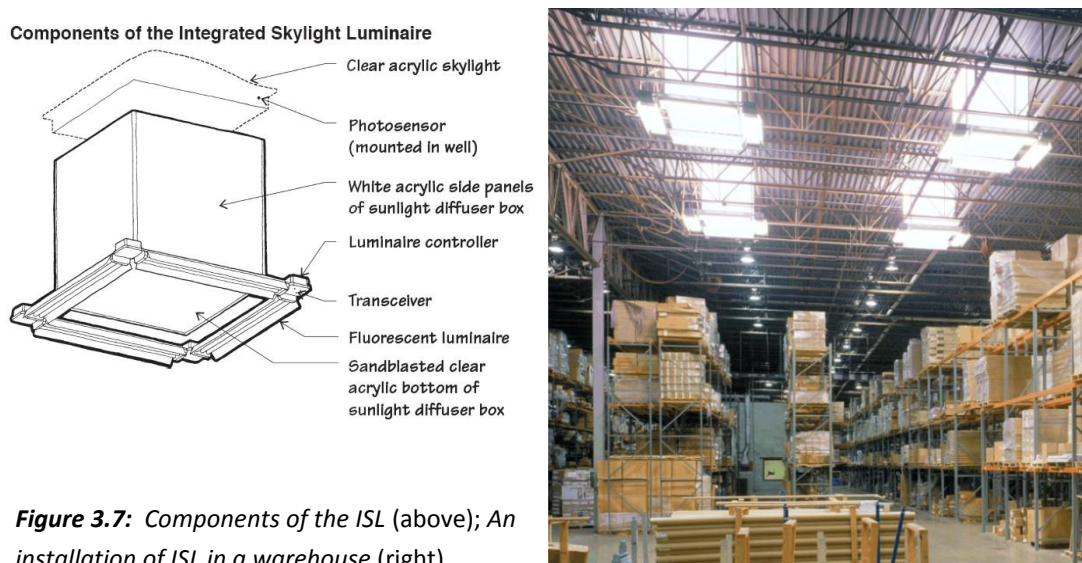 Components of the Integrated Skylight Luminaire
Clear acrylic skylight
Photosensor
(mounted in well)
White acrylic side panels
of sunlight diffuser box
Luminaire controller
Transceiver
Fluorescent luminaire
Sandblasted clear
acrylic bottom of
sunlight diffuser box
Figure 3.7: Components of the ISL (above); An
installation of ISL in a warehouse (right)